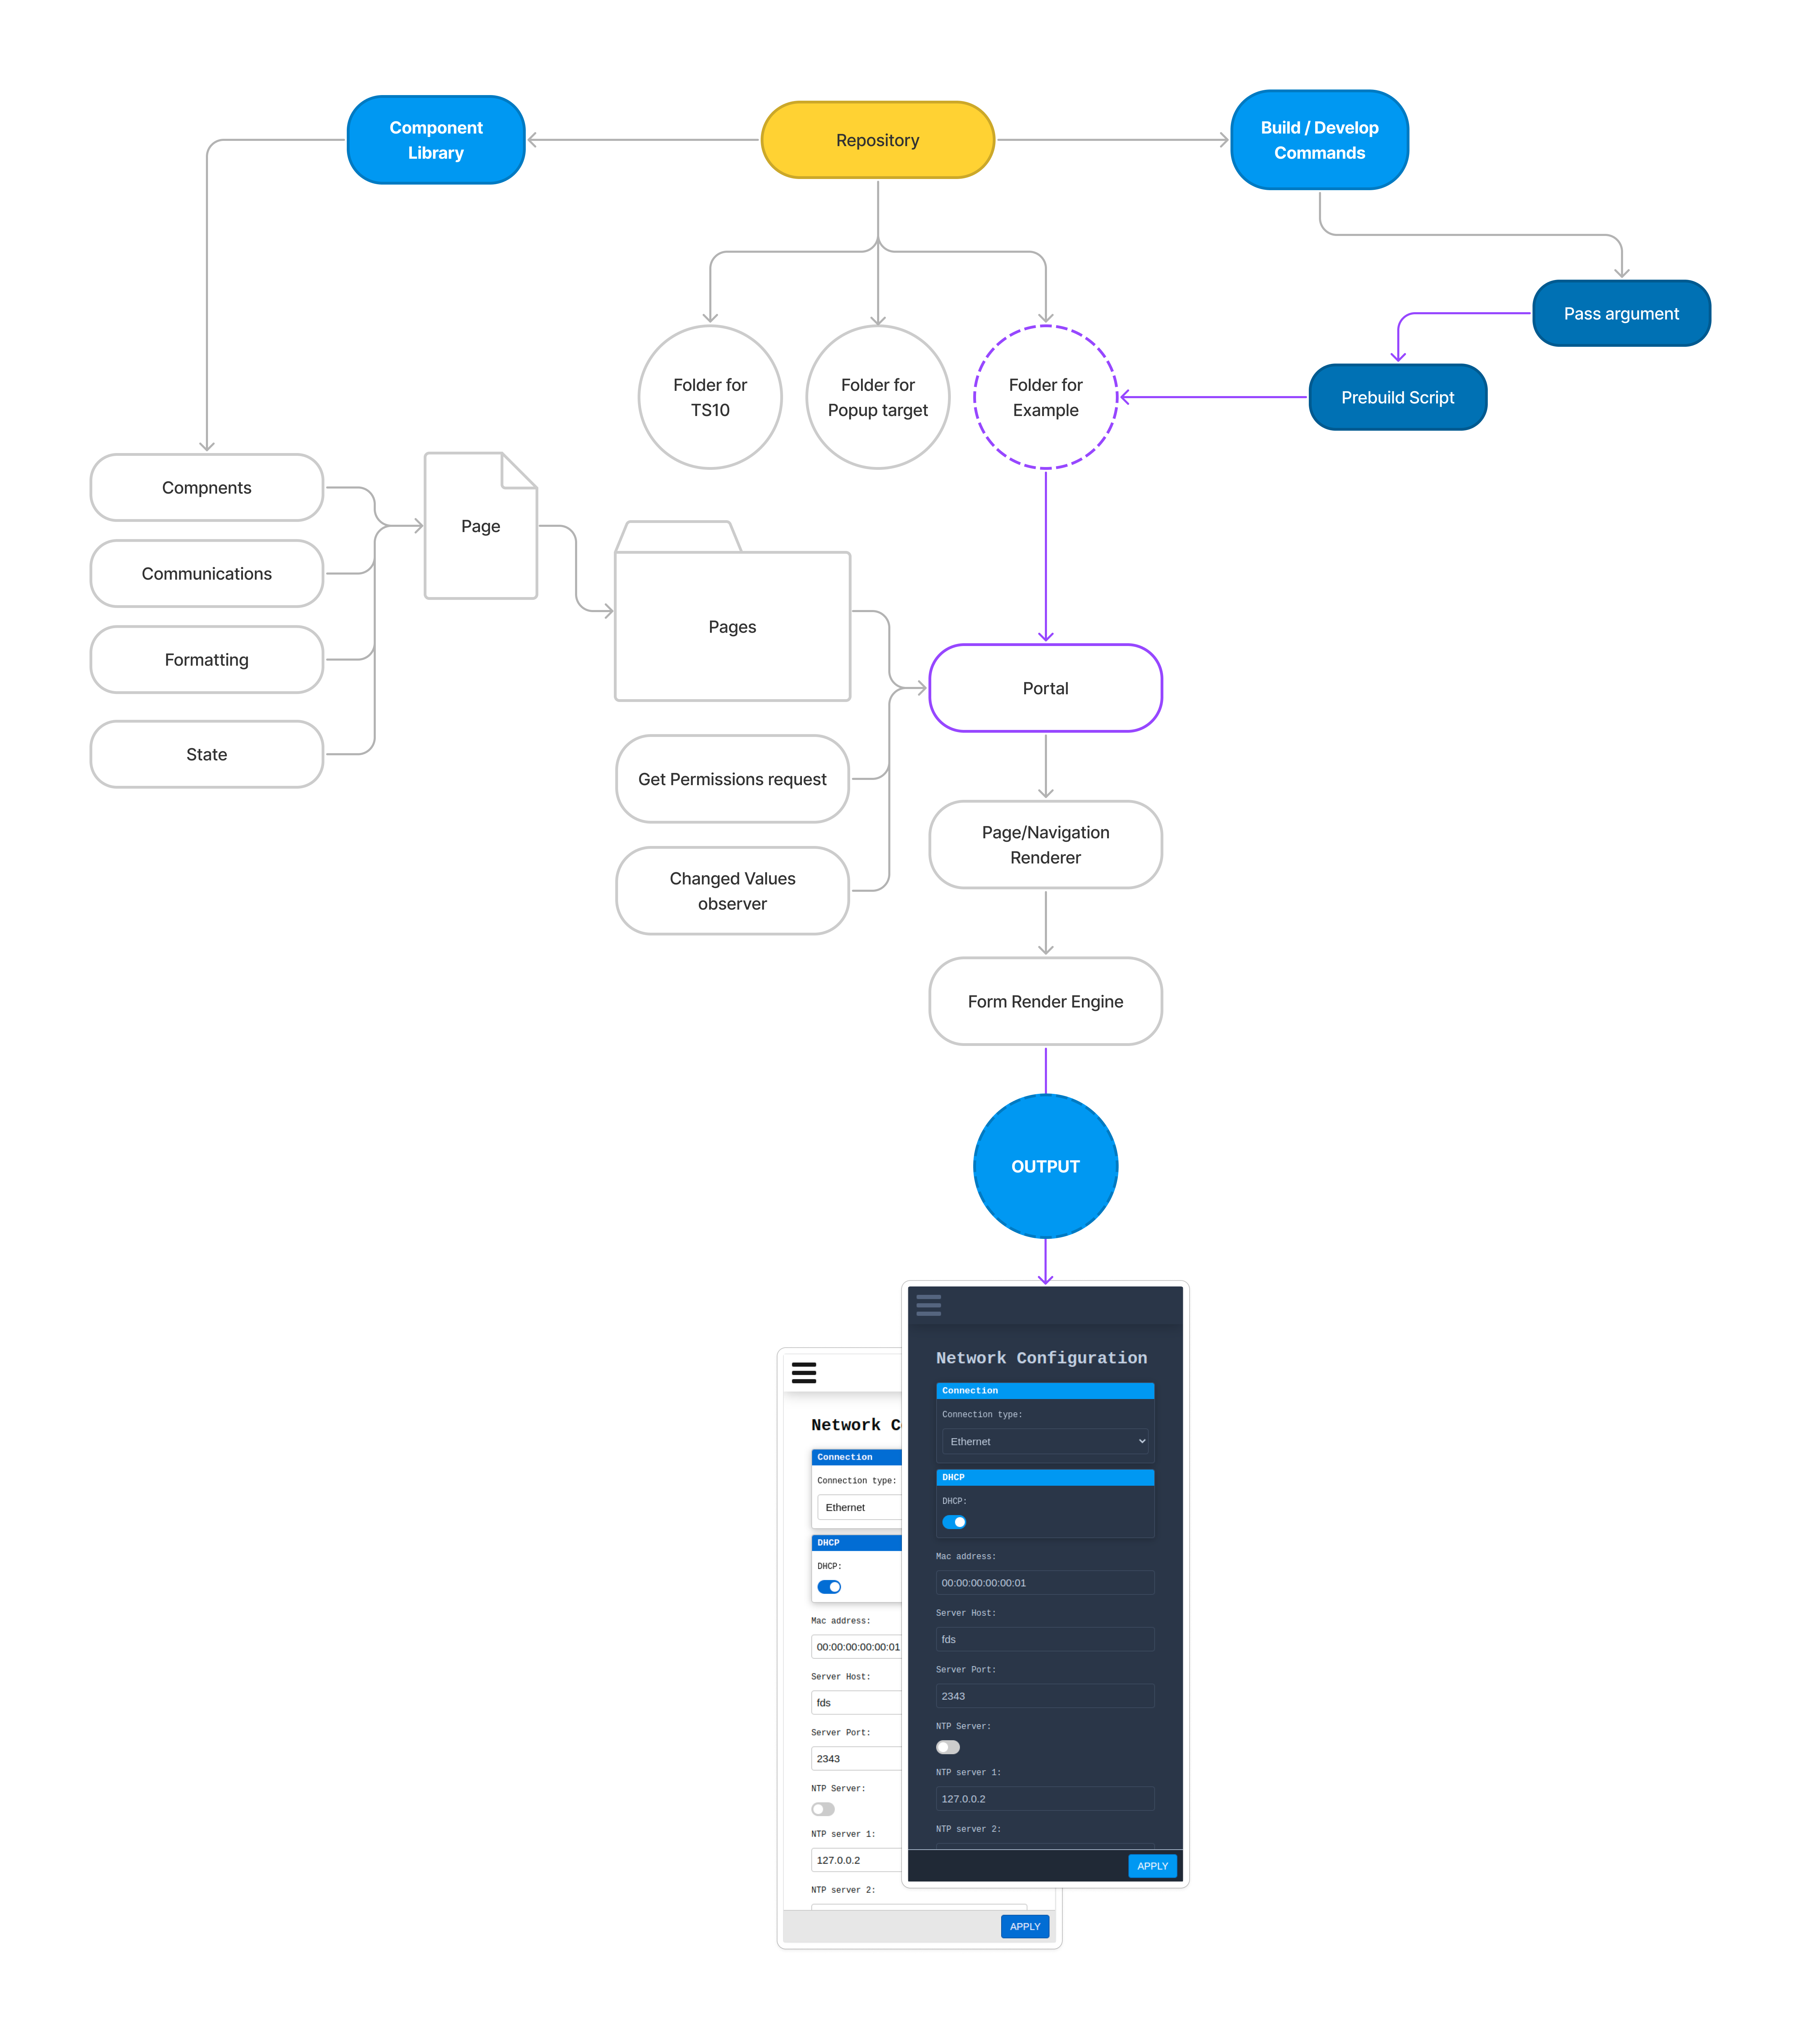 Component
Library
Repository
Build / Develop
Commands
Pass argument
Prebuild Script
Folder for
TS10
Folder for
Popup target
Folder for
Example
Compnents
Communications
Formatting
State
Page
Pages
Get Permissions request
Changed Values
observer
Portal
Page/Navigation
Renderer
Form Render Engine
OUTPUT
Network Configuration
Connection
Connection type:
Ethernet
DHCP
DHCP:
Mac address:
00:00:00:00:00:01
Server Host:
fds
Server Port:
2343
NTP Server:
NTP server 1:
127.0.0.2
NTP server 2:
APPLY
Network C
Connection
Connection type:
Ethernet
DHCP
DHCP:
Mac address:
00:00:00:00:00:01
Server Host:
fds
Server Port:
2343
NTP Server:
NTP server 1:
127.0.0.2
NTP server 2:
APPLY